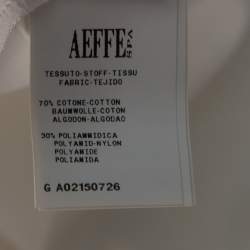 AEFFE SPA
TESSUTO-STOFF-TISSU
FABRIC-TEJIDO
70% COTONE-COTTON
BAUMWOLLE-COTON
ALGODON-ALGODAO
30% POLIAMMIDICA
POLYAMID-NYLON
POLYAMIDE
POLIAMIDA
G A02150726